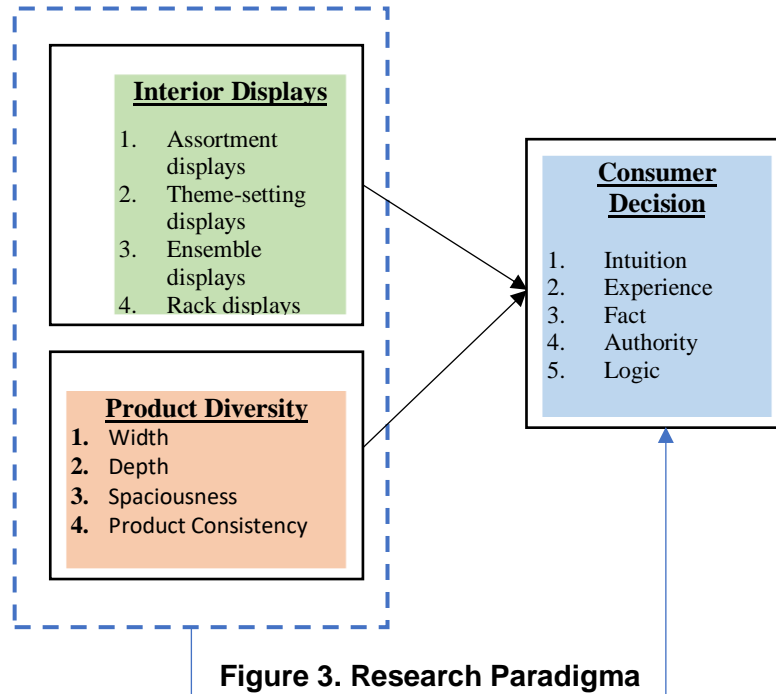 Interior Displays
1. Assortment
displays
2. Theme-setting
displays
3. Ensemble
displays
4. Rack displays
Product Diversity
1. Width
2. Depth
3. Spaciousness
4. Product Consistency
Consumer
Decision
1. Intuition
2. Experience
3. Fact
4. Authority
5. Logic
Figure 3. Research Paradigma